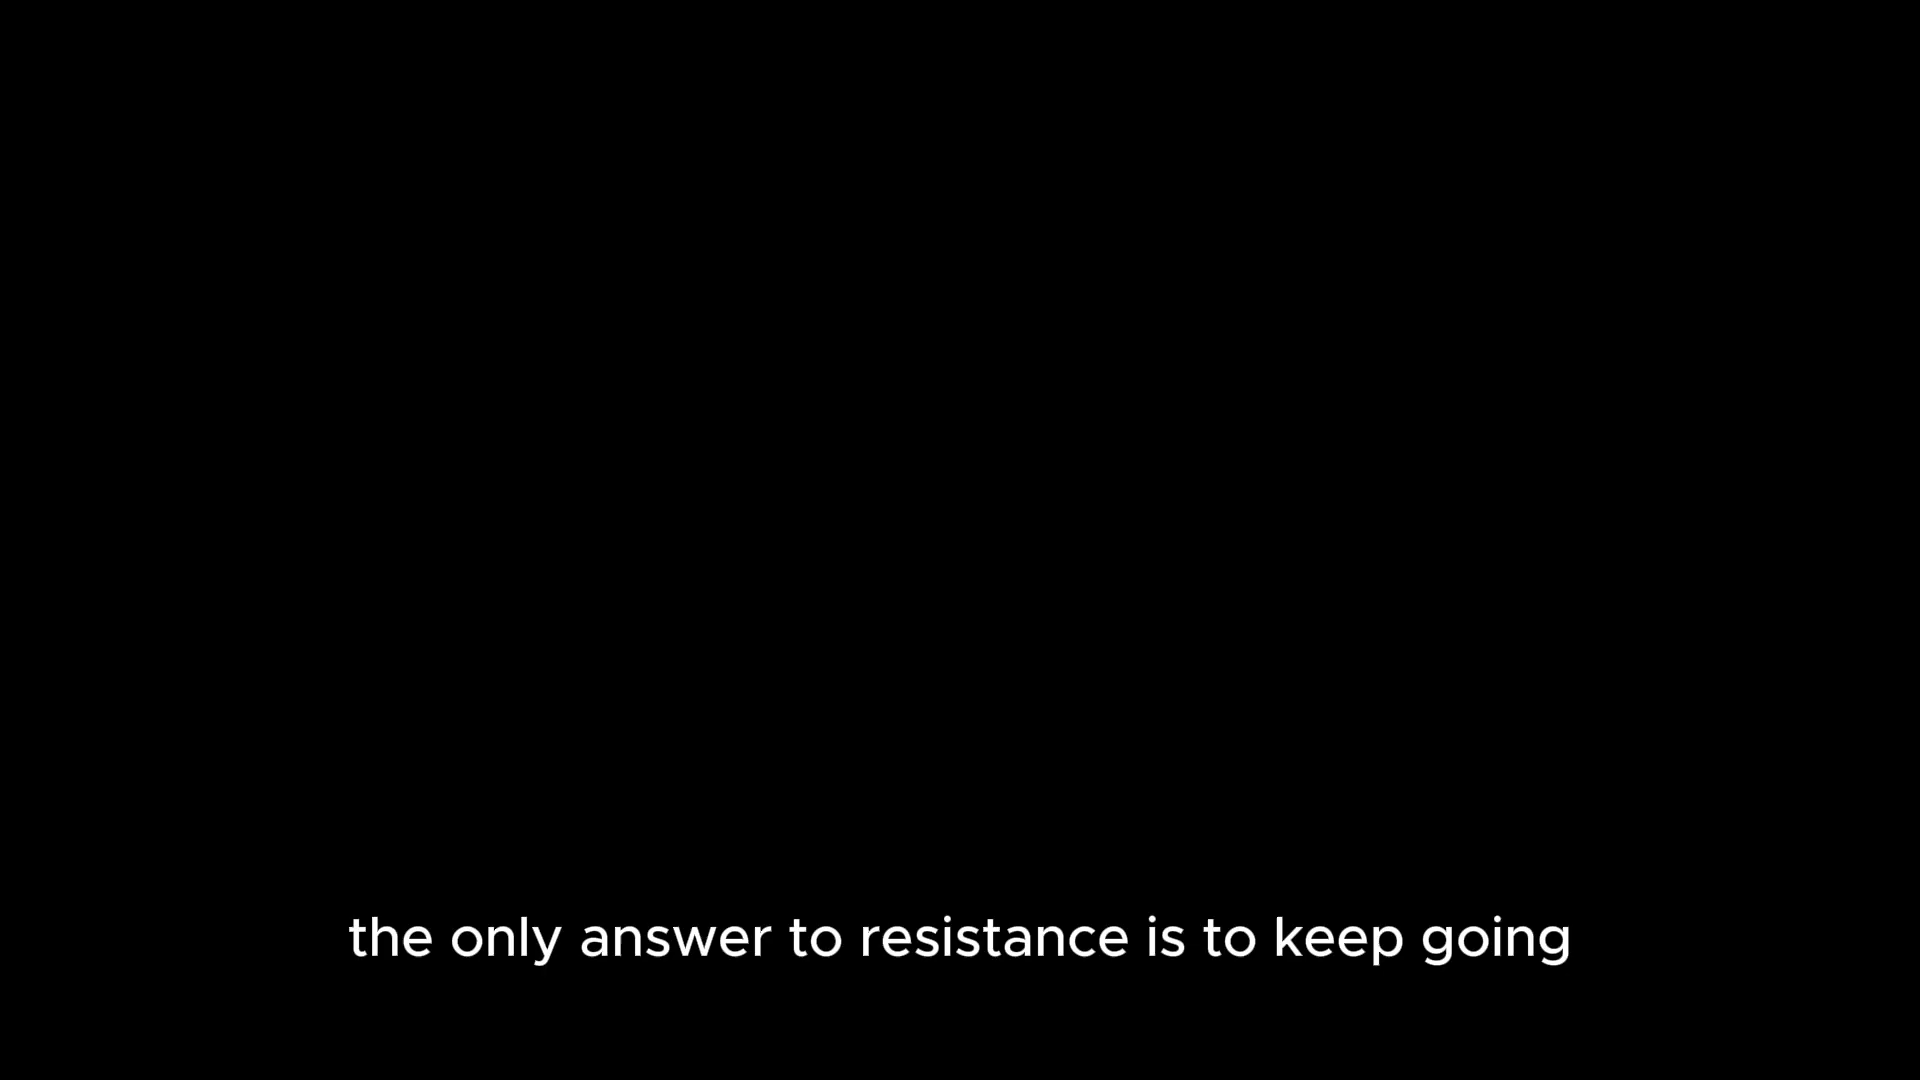 the only answer to resistance is to keep going